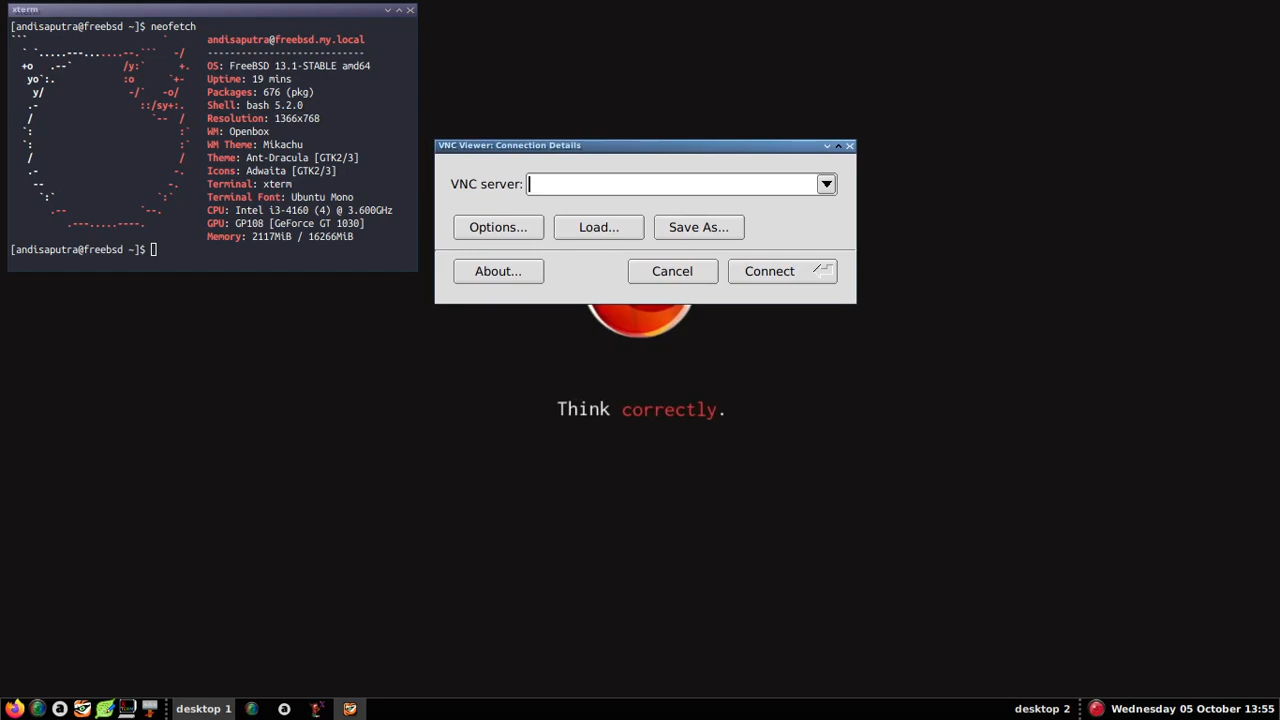 xterm
[andisaputra@freebsd ~]$ neofetch
andisaputra@freebsd.my.local
----------------------------
OS: FreeBSD 13.1-STABLE amd64
Uptime: 19 mins
Packages: 676 (pkg)
Shell: bash 5.2.0
Resolution: 1366x768
WM: Openbox
WM Theme: Mikachu
Theme: Ant-Dracula [GTK2/3]
Icons: Adwaita [GTK2/3]
Terminal: xterm
Terminal Font: Ubuntu Mono
CPU: Intel i3-4160 (4) @ 3.600GHz
GPU: GP108 [GeForce GT 1030]
Memory: 2117MiB / 16266MiB
[andisaputra@freebsd ~]$
VNC Viewer: Connection Details
VNC server:
Options... Load... Save As...
About... Cancel Connect
Think correctly.
desktop 1 desktop 2 Wednesday 05 October 13:55